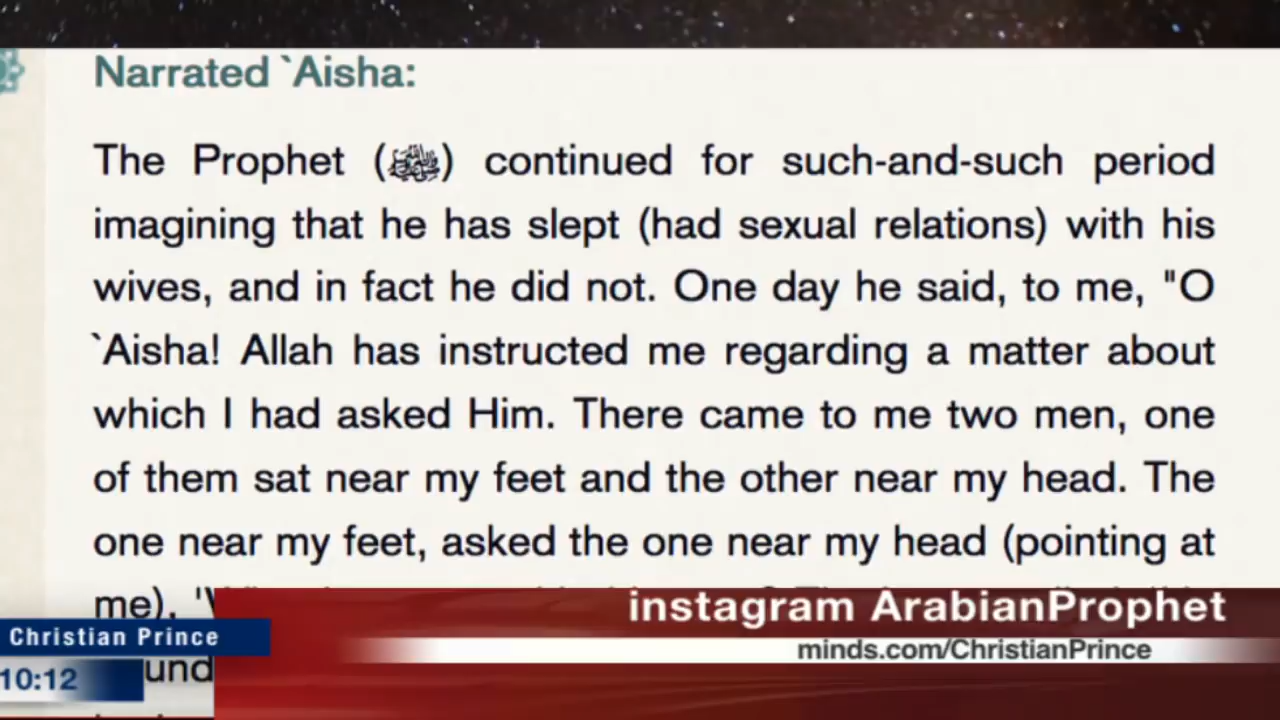 Narrated `Aisha:
The Prophet (ﷺ) continued for such-and-such period
imagining that he has slept (had sexual relations) with his
wives, and in fact he did not. One day he said, to me, "O
`Aisha! Allah has instructed me regarding a matter about
which I had asked Him. There came to me two men, one
of them sat near my feet and the other near my head. The
one near my feet, asked the one near my head (pointing at
me),
instagram ArabianProphet
Christian Prince
minds.com/ChristianPrince
10:12